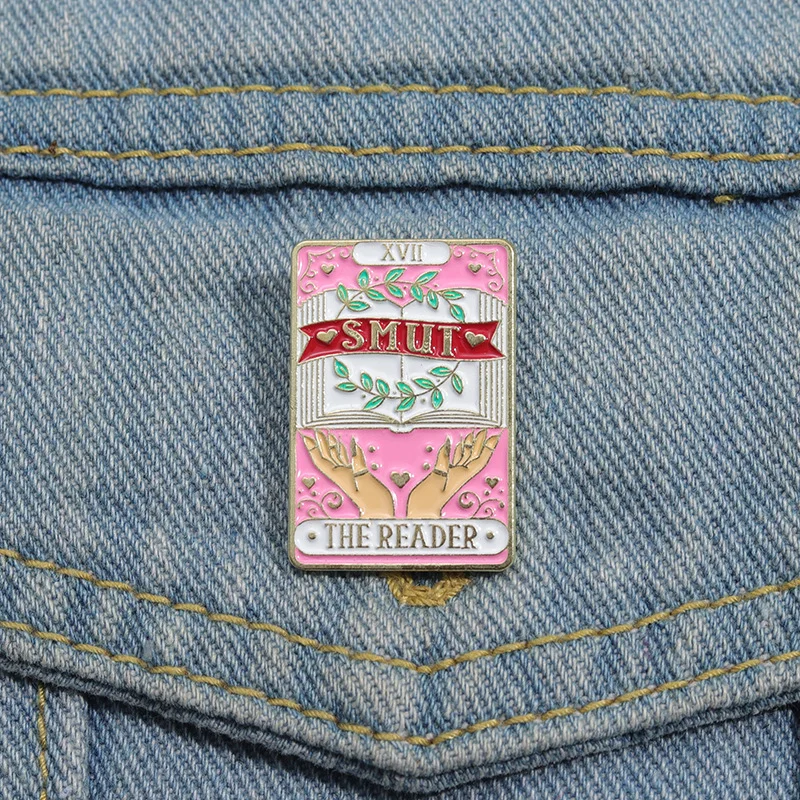 XVII
SMUT
THE READER